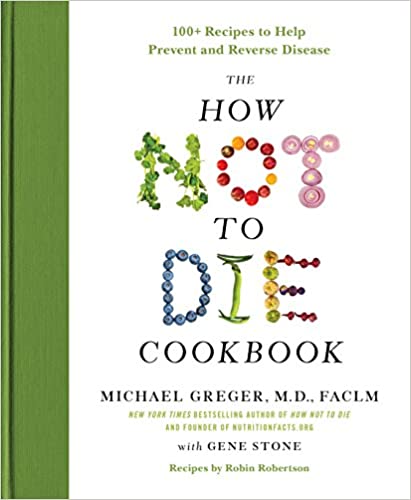 100+ Recipes to Help
Prevent and Reverse Disease
THE
HOW
NOT
TO
DIE
COOKBOOK
MICHAEL GREGER, M.D., FACLM
NEW YORK TIMES BESTSELLING AUTHOR OF HOW NOT TO DIE
AND FOUNDER OF NUTRITIONFACTS.ORG
with GENE STONE
Recipes by Robin Robertson